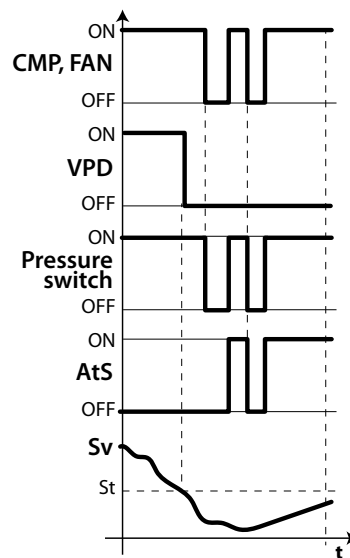 ON
CMP, FAN
OFF
ON
VPD
OFF
ON
Pressure
switch
OFF
ON
AtS
OFF
Sv
St
t